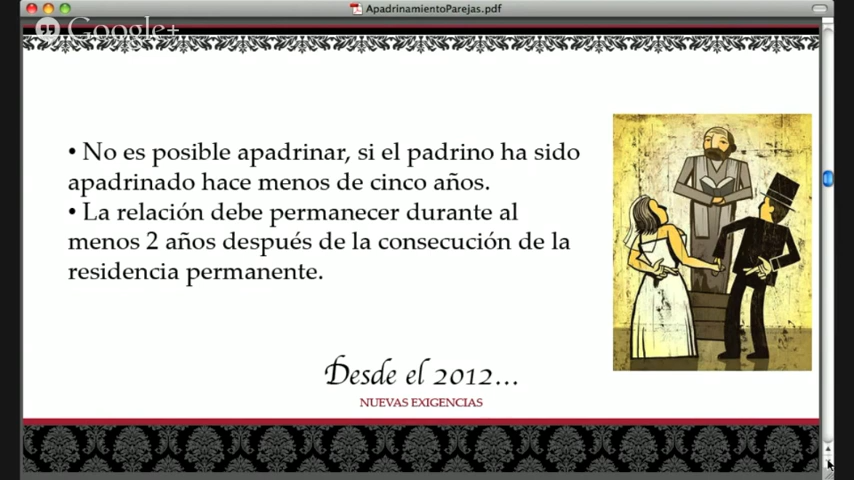 ApadrinamientoParejas.pdf
Google+
• No es posible apadrinar, si el padrino ha sido
apadrinado hace menos de cinco años.
• La relación debe permanecer durante al
menos 2 años después de la consecución de la
residencia permanente.
Desde el 2012...
NUEVAS EXIGENCIAS